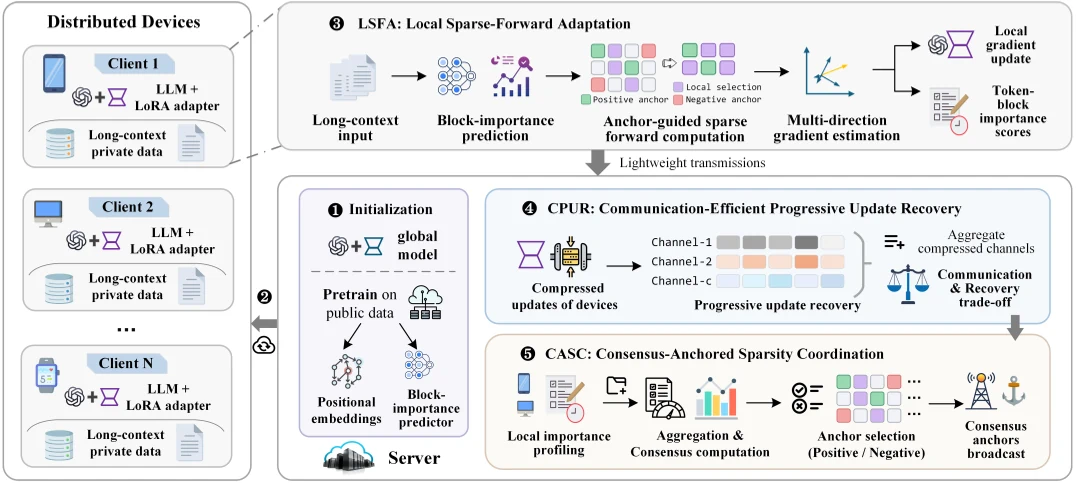 Distributed Devices
Client 1
LLM +
LoRA adapter
Long-context
private data
Client 2
LLM +
LoRA adapter
Long-context
private data
...
Client N
5
LLM +
LoRA adapter
Long-context
private data
❷
❸ LSFA: Local Sparse-Forward Adaptation
Long-context
input
Block-importance
prediction
Positive anchor
Local selection
Negative anchor
Anchor-guided sparse
forward computation
Multi-direction
gradient estimation
Local
gradient
update
Token-
block
importance
scores
Lightweight transmissions
❶ Initialization
global
model
Pretrain on
public data
Positional
embeddings
Block-
importance
predictor
Server
❹ CPUR: Communication-Efficient Progressive Update Recovery
Compressed
updates of devices
Channel-1
Channel-2
Channel-c
Progressive update recovery
Aggregate
compressed channels
Communication
& Recovery
trade-off
❺ CASC: Consensus-Anchored Sparsity Coordination
Local importance
profiling
Aggregation &
Consensus computation
...
...
...
Anchor selection
(Positive / Negative)
Consensus
anchors
broadcast